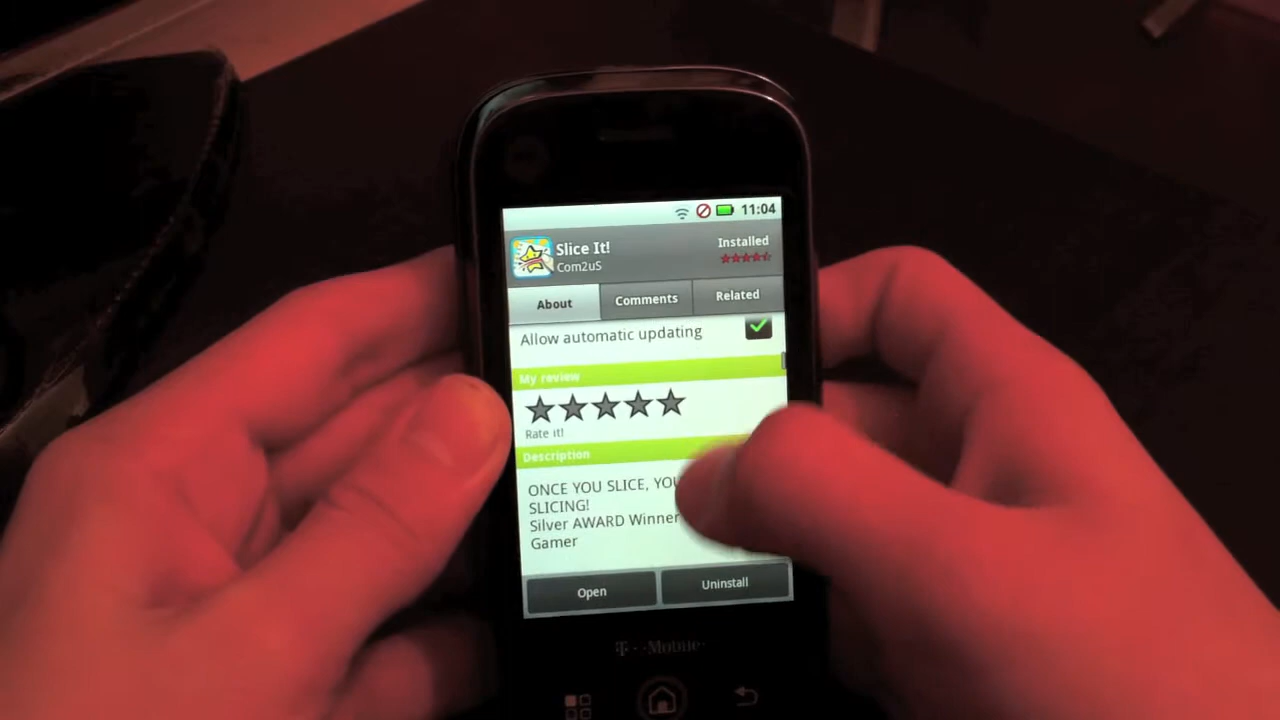 11:04
Slice It!
Installed
Com2uS
About
Comments
Related
Allow automatic updating
My review
Rate it!
Description
ONCE YOU SLICE, YOU
SLICING!
Silver AWARD Winner
Gamer
Open
Uninstall
T-Mobile